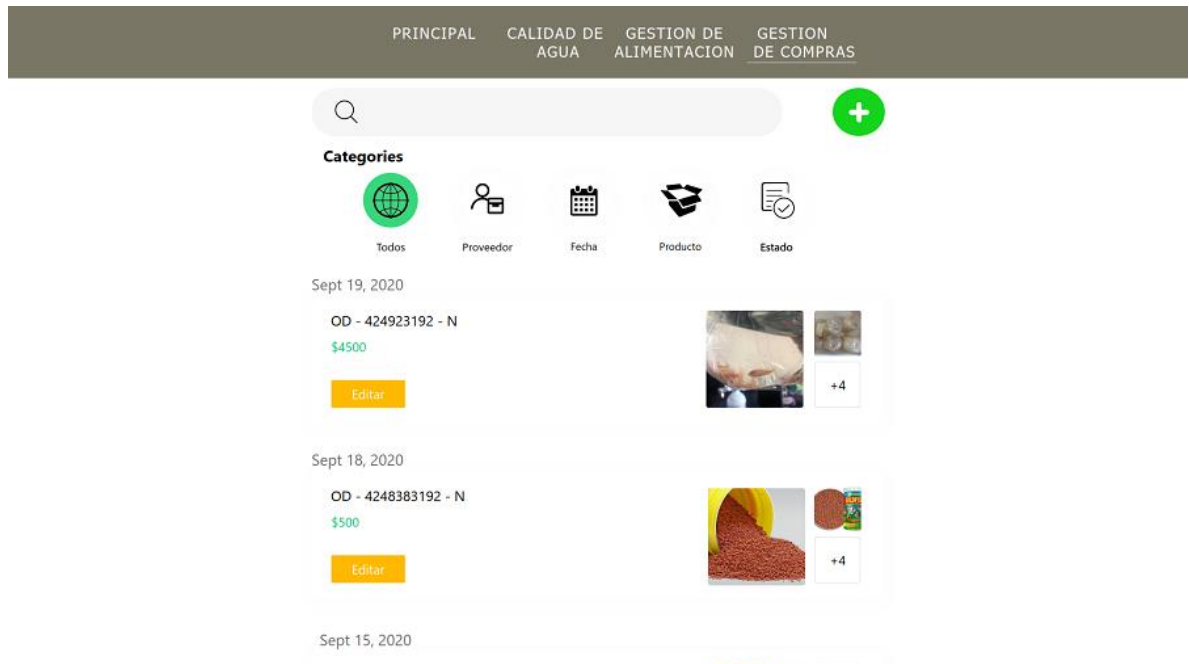 PRINCIPAL
CALIDAD DE
AGUA
GESTION DE
ALIMENTACION
GESTION
DE COMPRAS
Categories
Todos
Proveedor
Fecha
Producto
Estado
Sept 19, 2020
OD - 424923192 - N
$4500
Editar
+4
Sept 18, 2020
OD - 4248383192 - N
$500
Editar
+4
Sept 15, 2020